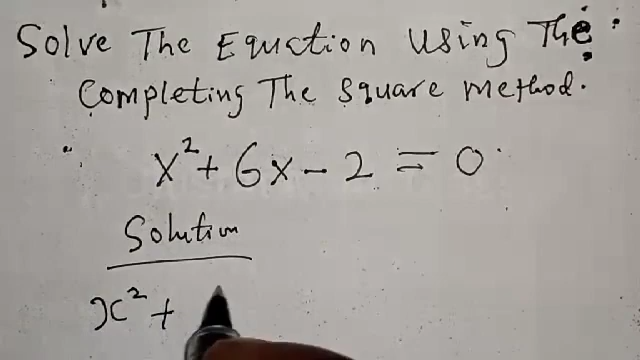 Solve The Equation Using The
Completing The Square Method.
x² + 6x - 2 = 0
Solution
x² +